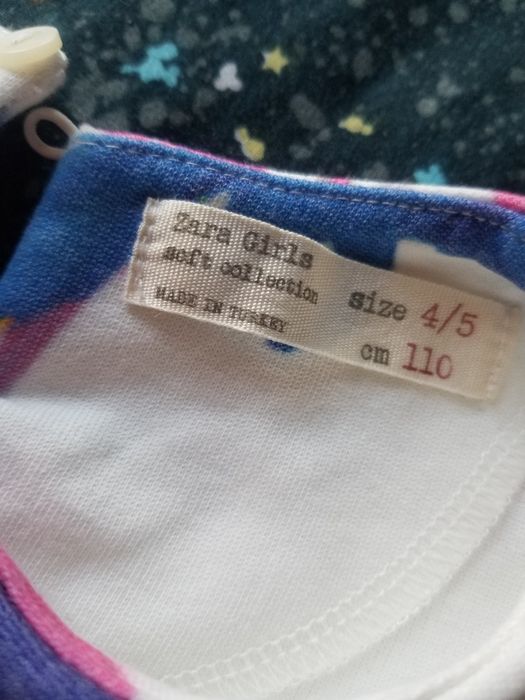 Zara Girls
soft collection
MADE IN TURKEY
size 4/5
cm 110